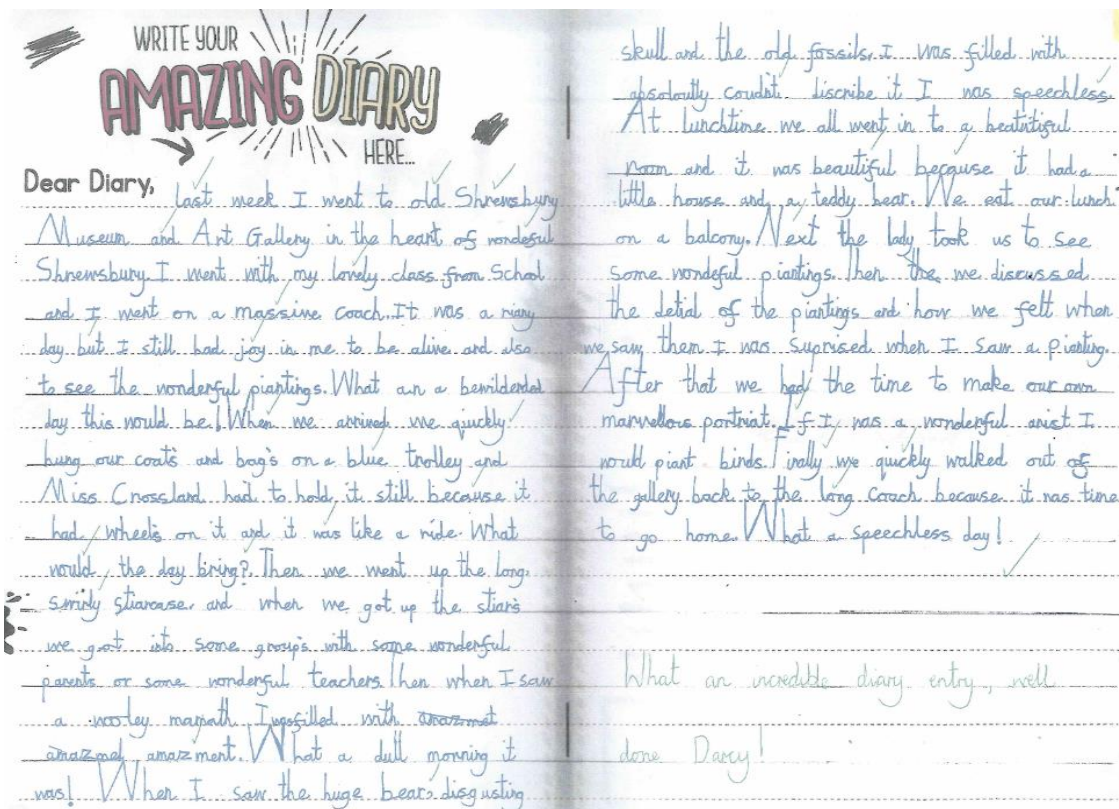 WRITE YOUR
AMAZING DIARY
HERE...
Dear Diary,
last week I went to old Shrewsbury
Museum and Art Gallery in the heart of wondeful
Shrewsbury. I went with my lovely class from School
and I went on a massive coach. It was a riany
day but I still had joy in me to be alive and also
to see the wonderful piantings. What an a bewilderdd
day this would be! When we arrived we quickly
hung our coats and bag's on a blue trolley and
Miss Crossland had to hold it still because it
had wheels on it and it was like a ride. What
would the day biring? Then we went up the long,
swirly stiarcase. and when we got up the stiars
we got into some group's with some wonderful
parents or some wonderful teachers. Then when I saw
a wooley mamath I was filled with amazmet
amazmet amazment. What a dull morning it
was! When I saw the huge bear, disgusting
skull and the old fossils, I was filled with
absoloutly coudn't discribe it I was speechless.
At lunchtime we all went in to a beatutiful
room and it was beautiful because it had a
little house and a teddy bear. We eat our lunch
on a balcony. Next the lady took us to see
some wondeful piantings. Then the we discussed
the detial of the piantings and how we felt when
we saw them I was Suprised when I Saw a pianting.
After that we had the time to make our own
marvellous portriat. If I was a wonderful arist I
would piant birds. Finally we quickly walked out of
the gallery back to the long Coach because it was time
to go home. What a speechless day!
What an incredible diary entry, well
done Darcy!